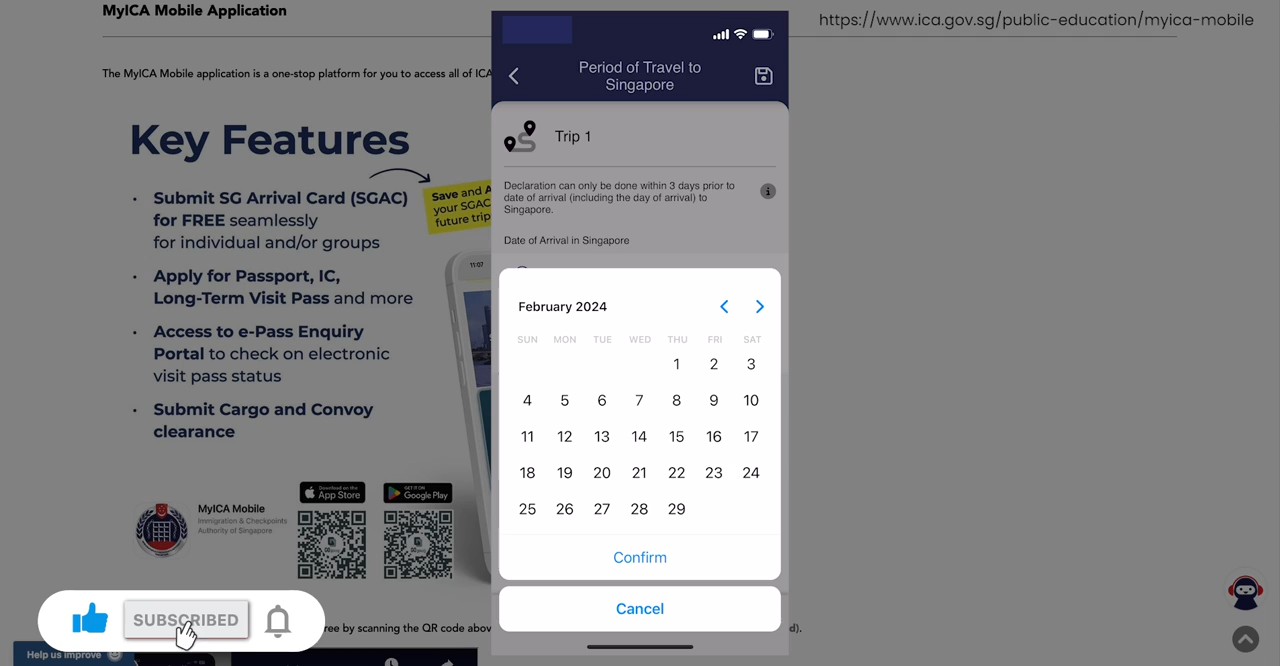 MyICA Mobile Application
https://www.ica.gov.sg/public-education/myica-mobile
The MyICA Mobile application is a one-stop platform for you to access all of ICA
Key Features
Save and A
your SGAC
future trip
• Submit SG Arrival Card (SGAC)
for FREE seamlessly
for individual and/or groups
• Apply for Passport, IC,
Long-Term Visit Pass and more
• Access to e-Pass Enquiry
Portal to check on electronic
visit pass status
• Submit Cargo and Convoy
clearance
11:07
MyICA Mobile
Immigration & Checkpoints
Authority of Singapore
Download on the
App Store
GET IT ON
Google Play
SUBSCRIBED
ree by scanning the QR code abov
d).
Help us improve
Period of Travel to
Singapore
Trip 1
Declaration can only be done within 3 days prior to
date of arrival (including the day of arrival) to
Singapore.
i
Date of Arrival in Singapore
February 2024
SUN MON TUE WED THU FRI SAT
1 2 3
4 5 6 7 8 9 10
11 12 13 14 15 16 17
18 19 20 21 22 23 24
25 26 27 28 29
Confirm
Cancel